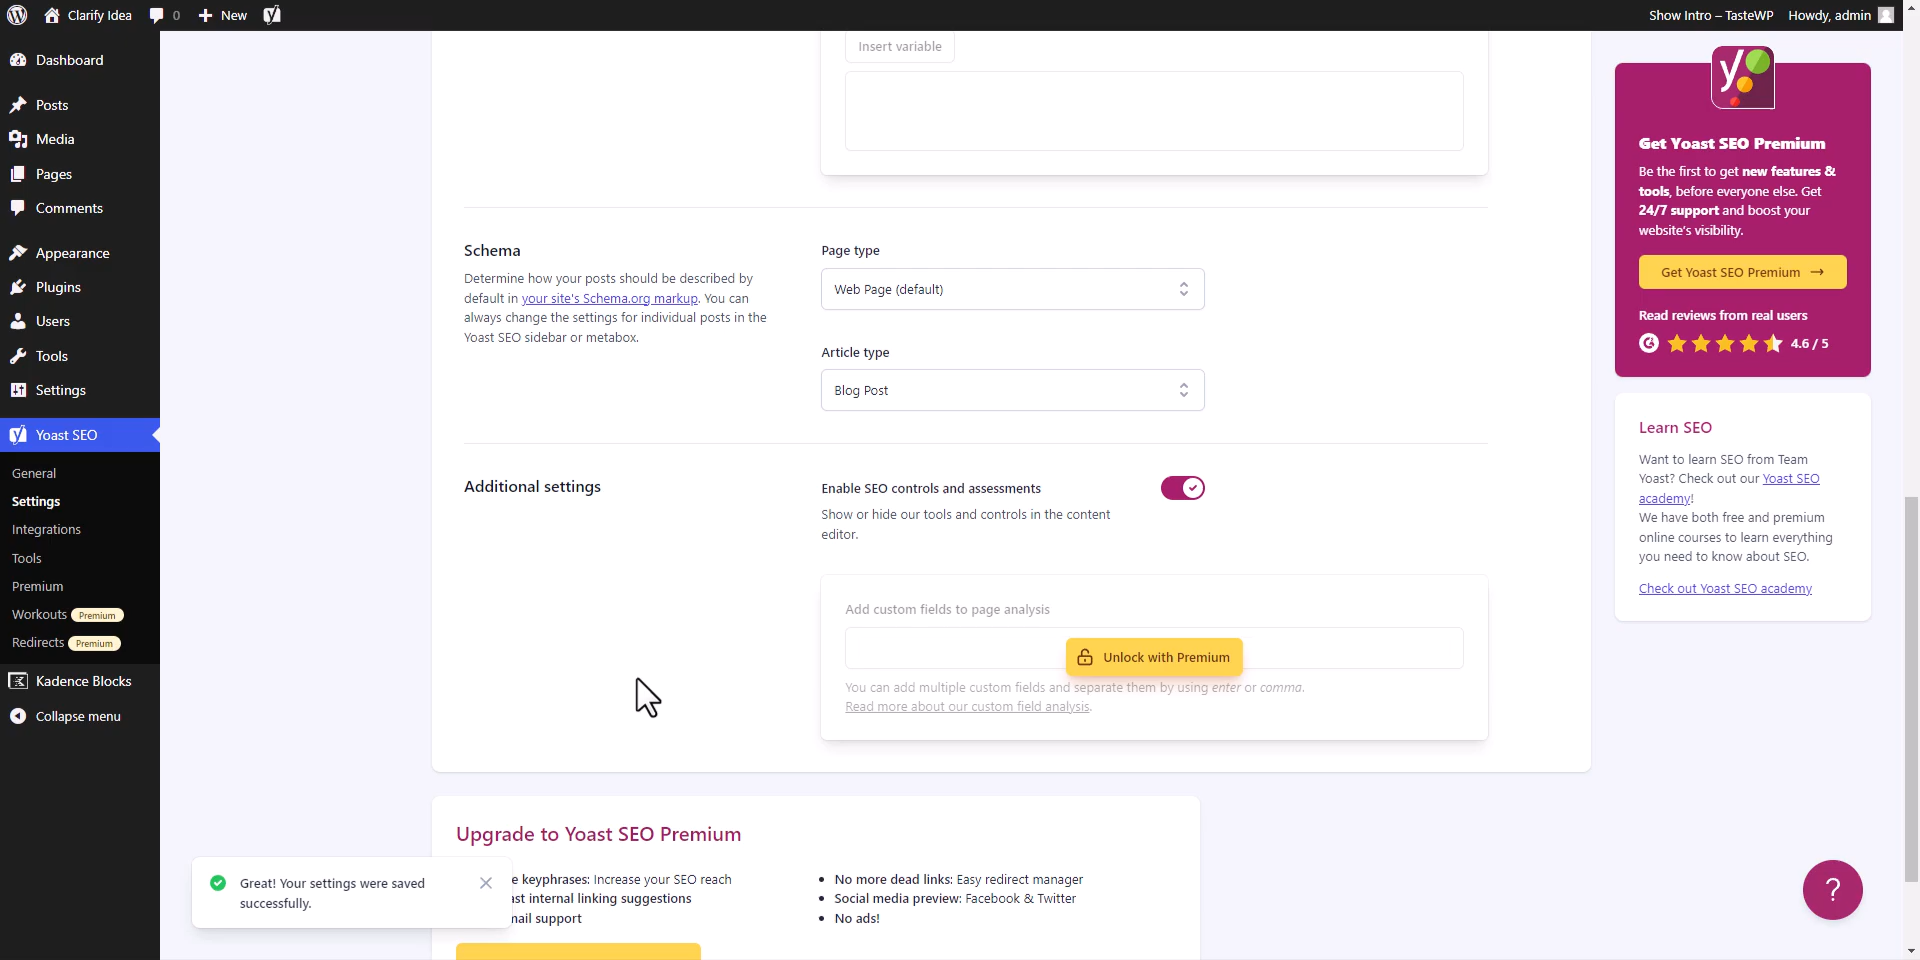 Clarify Idea
0
New
Show Intro – TasteWP
Howdy, admin
Dashboard
Posts
Media
Pages
Comments
Appearance
Plugins
Users
Tools
Settings
Yoast SEO
General
Settings
Integrations
Tools
Premium
Workouts Premium
Redirects Premium
Kadence Blocks
Collapse menu
Insert variable
Schema
Determine how your posts should be described by
default in your site's Schema.org markup. You can
always change the settings for individual posts in the
Yoast SEO sidebar or metabox.
Page type
Web Page (default)
Article type
Blog Post
Additional settings
Enable SEO controls and assessments
Show or hide our tools and controls in the content
editor.
Add custom fields to page analysis
Unlock with Premium
You can add multiple custom fields and separate them by using enter or comma.
Read more about our custom field analysis.
Upgrade to Yoast SEO Premium
keyphrases: Increase your SEO reach
internal linking suggestions
support
No more dead links: Easy redirect manager
Social media preview: Facebook & Twitter
No ads!
Great! Your settings were saved
successfully.
Get Yoast SEO Premium
Be the first to get new features &
tools, before everyone else. Get
24/7 support and boost your
website's visibility.
Get Yoast SEO Premium →
Read reviews from real users
4.6 / 5
Learn SEO
Want to learn SEO from Team
Yoast? Check out our Yoast SEO
academy!
We have both free and premium
online courses to learn everything
you need to know about SEO.
Check out Yoast SEO academy
?